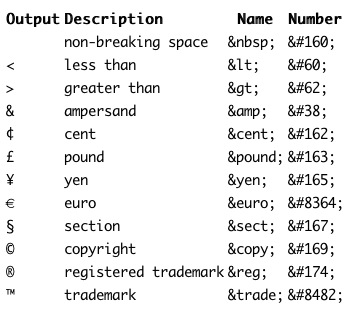 Output Description Name Number
non-breaking space &nbsp; &#160;
< less than &lt; &#60;
> greater than &gt; &#62;
& ampersand &amp; &#38;
¢ cent &cent; &#162;
£ pound &pound; &#163;
¥ yen &yen; &#165;
€ euro &euro; &#8364;
§ section &sect; &#167;
© copyright &copy; &#169;
® registered trademark &reg; &#174;
™ trademark &trade; &#8482;